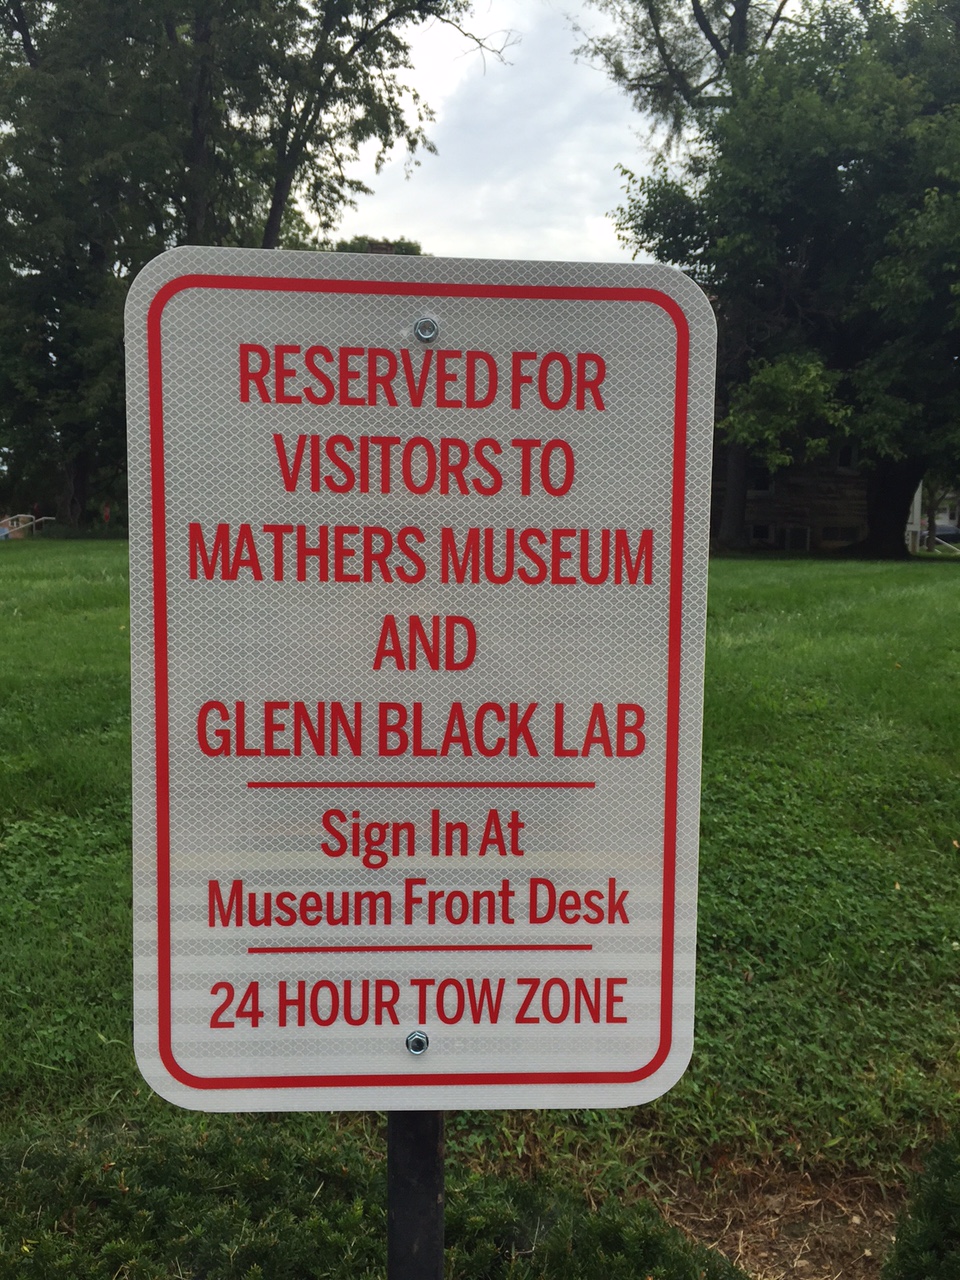 RESERVED FOR
VISITORS TO
MATHERS MUSEUM
AND
GLENN BLACK LAB
Sign In At
Museum Front Desk
24 HOUR TOW ZONE